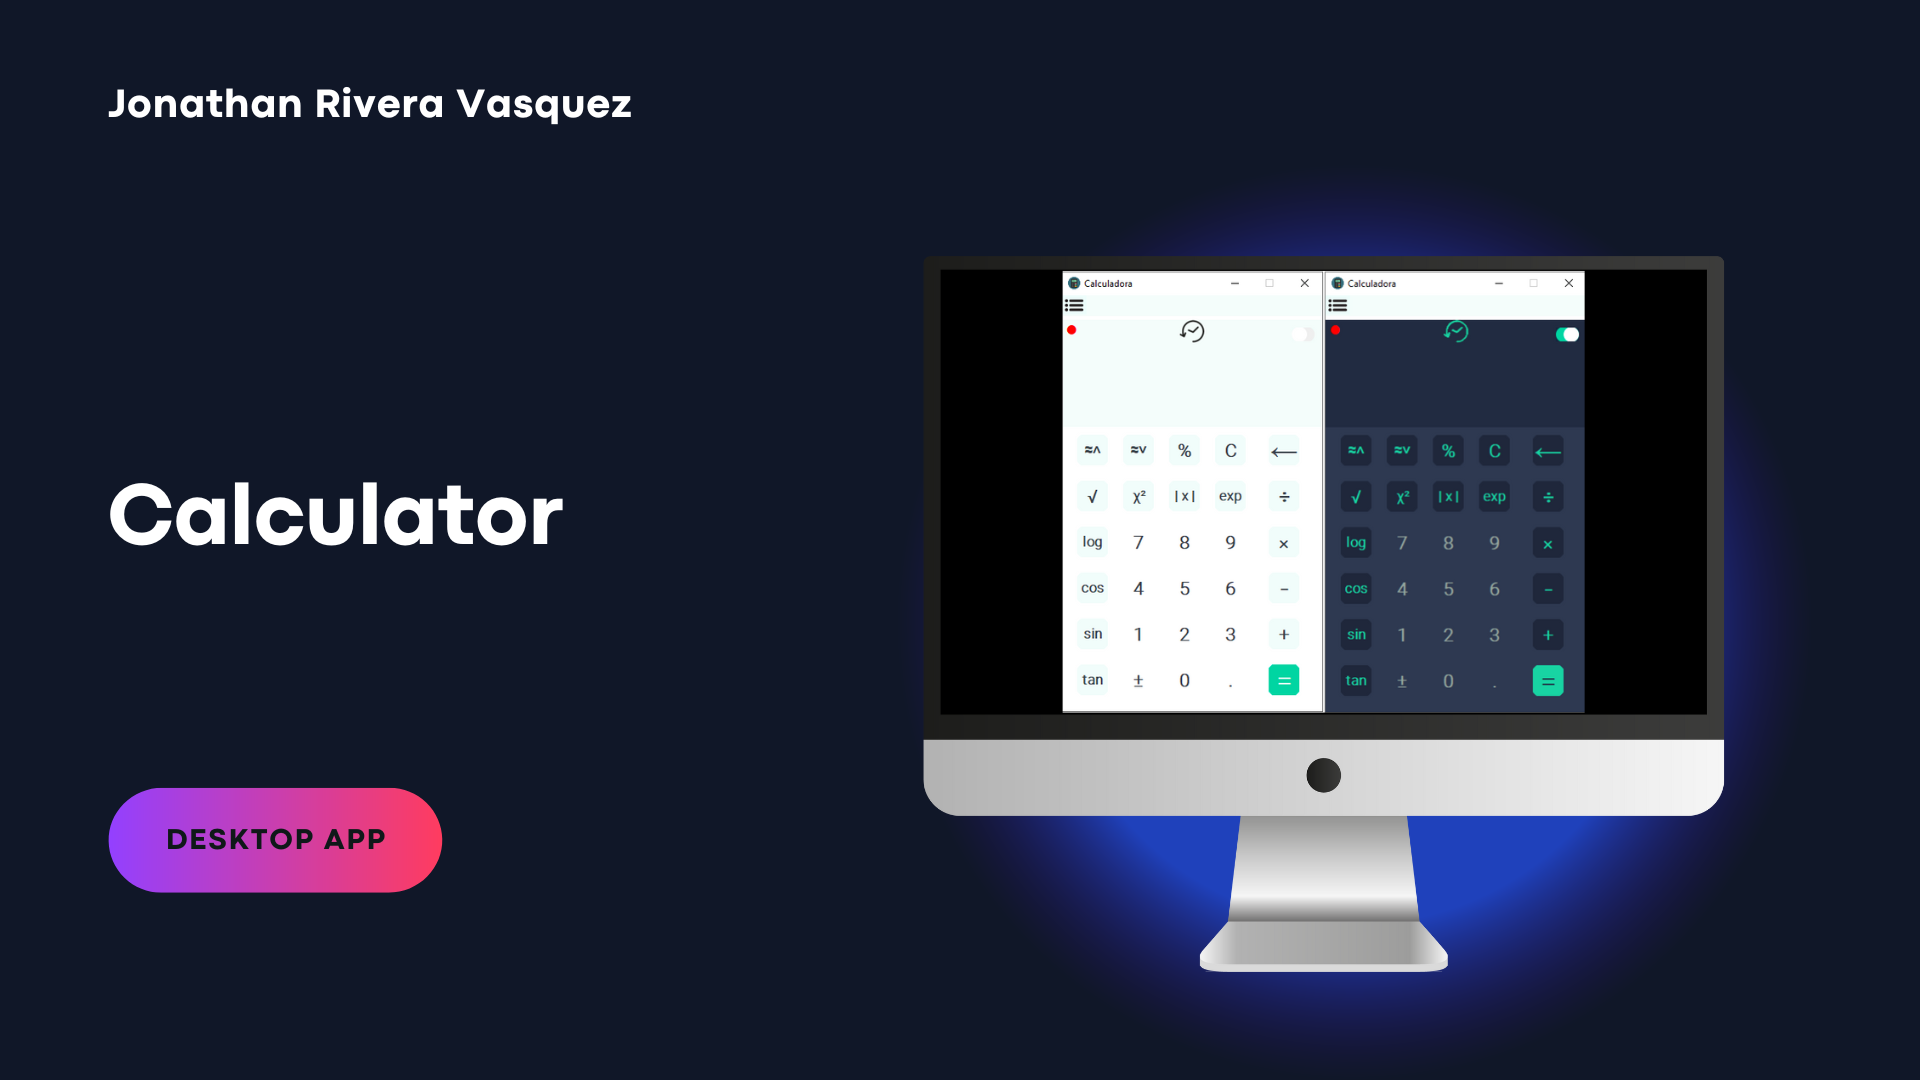 Jonathan Rivera Vasquez
Calculator
DESKTOP APP
Calculadora
≈^ ≈v % C ←
√ χ² |x| exp ÷
log 7 8 9 ×
cos 4 5 6 −
sin 1 2 3 +
tan ± 0 . =
Calculadora
≈^ ≈v % C ←
√ χ² |x| exp ÷
log 7 8 9 ×
cos 4 5 6 −
sin 1 2 3 +
tan ± 0 . =